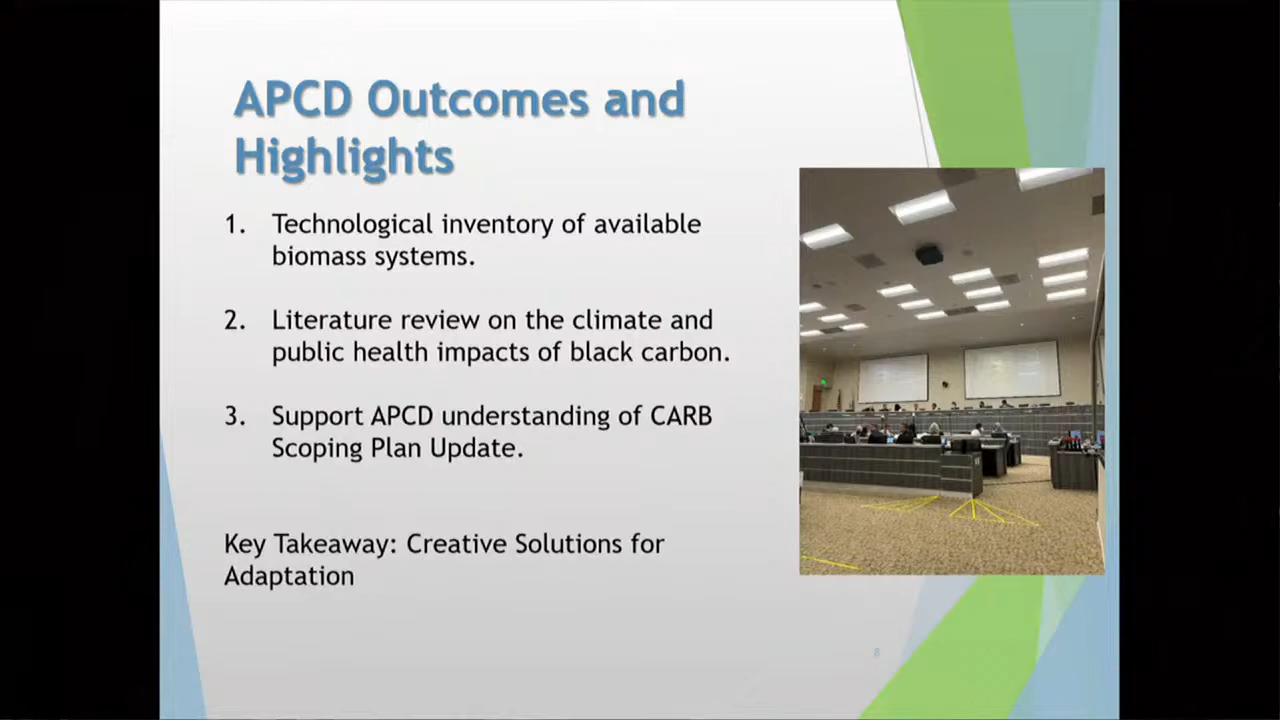 APCD Outcomes and
Highlights
1. Technological inventory of available
biomass systems.
2. Literature review on the climate and
public health impacts of black carbon.
3. Support APCD understanding of CARB
Scoping Plan Update.
Key Takeaway: Creative Solutions for
Adaptation
8